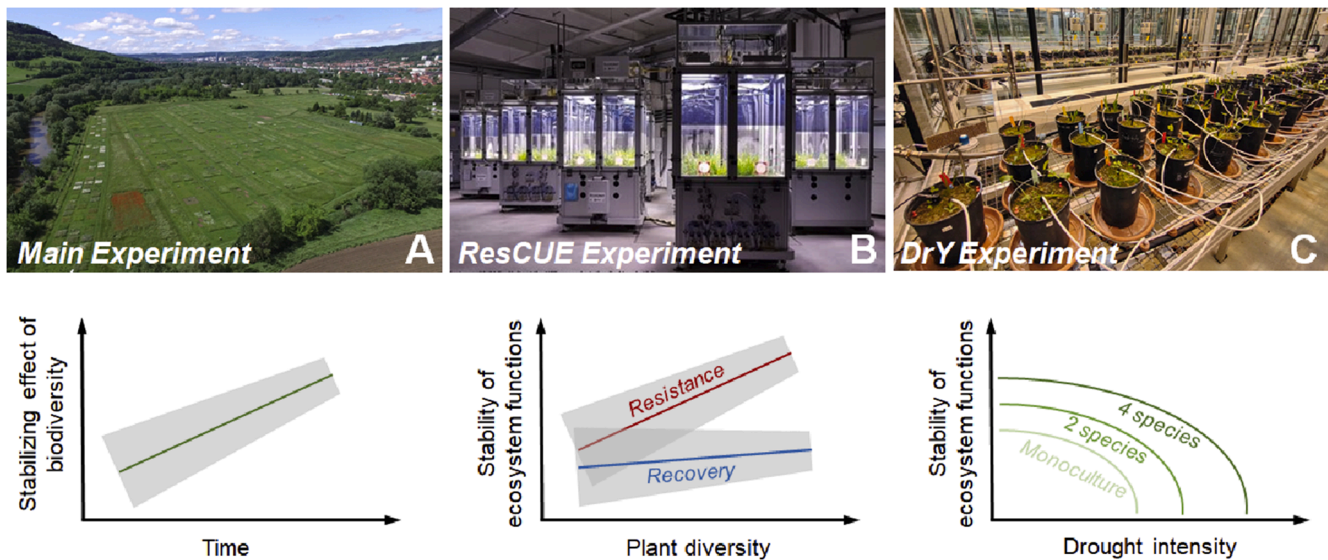 Main Experiment A
ResCUE Experiment B
DrY Experiment C
Stabilizing effect of
biodiversity
Time
Stability of
ecosystem functions
Resistance
Recovery
Plant diversity
Stability of
ecosystem functions
4 species
2 species
Monoculture
Drought intensity